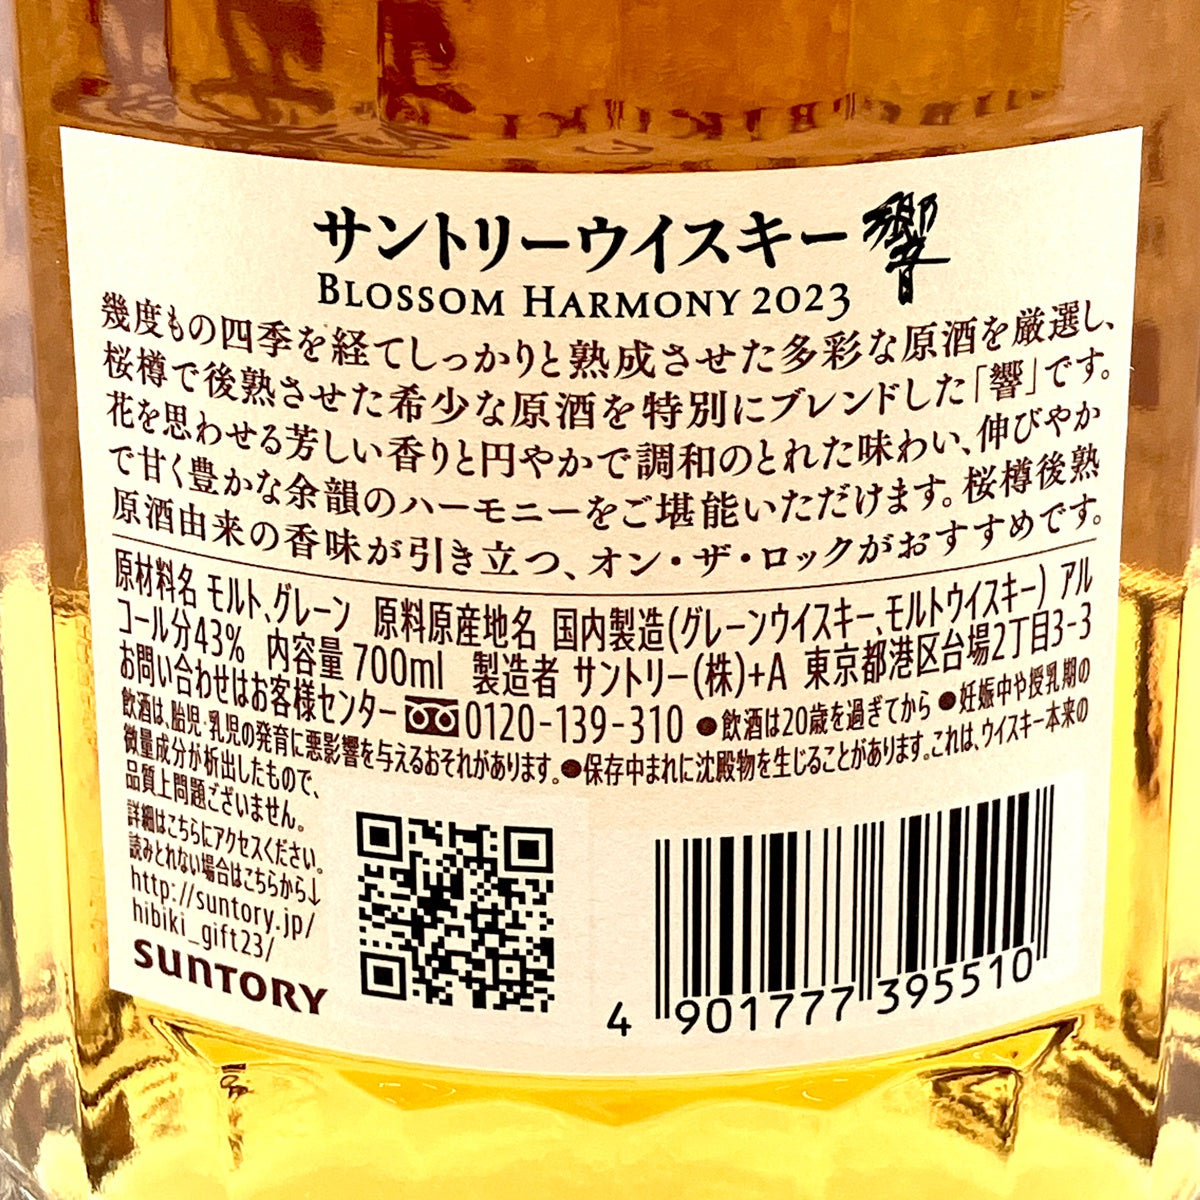 サントリーウイスキー 響
BLOSSOM HARMONY 2023
幾度もの四季を経てしっかりと熟成させた多彩な原酒を厳選し、
桜樽で後熟させた希少な原酒を特別にブレンドした「響」です。
花を思わせる芳しい香りと円やかで調和のとれた味わい、伸びやか
で甘く豊かな余韻のハーモニーをご堪能いただけます。桜樽後熟
原酒由来の香味が引き立つ、オン・ザ・ロックがおすすめです。
原材料名 モルト、グレーン 原料原産地名 国内製造(グレーンウイスキー、モルトウイスキー) アル
コール分43% 内容量 700ml 製造者 サントリー(株)+A 東京都港区台場2丁目3-3
お問い合わせはお客様センター 0120-139-310 ●飲酒は20歳を過ぎてから ●妊娠中や授乳期の
飲酒は、胎児・乳児の発育に悪影響を与えるおそれがあります。●保存中まれに沈殿物を生じることがあります。これは、ウイスキー本来の
微量成分が析出したもので、
品質上問題ございません。
詳細はこちらにアクセスください。
読みとれない場合はこちらから↓
http://suntory.jp/
hibiki_gift23/
SUNTORY
4 901777 395510